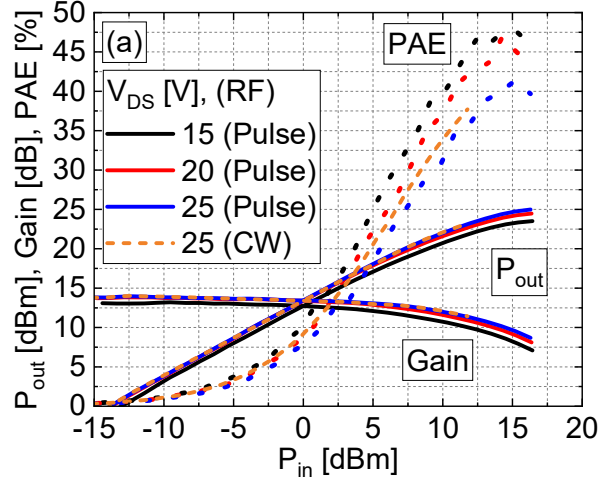 P_out [dBm], Gain [dB], PAE [%]
50
45
40
35
30
25
20
15
10
5
0
(a)
PAE
V_DS [V], (RF)
15 (Pulse)
20 (Pulse)
25 (Pulse)
25 (CW)
P_out
Gain
-15
-10
-5
0
5
10
15
20
P_in [dBm]